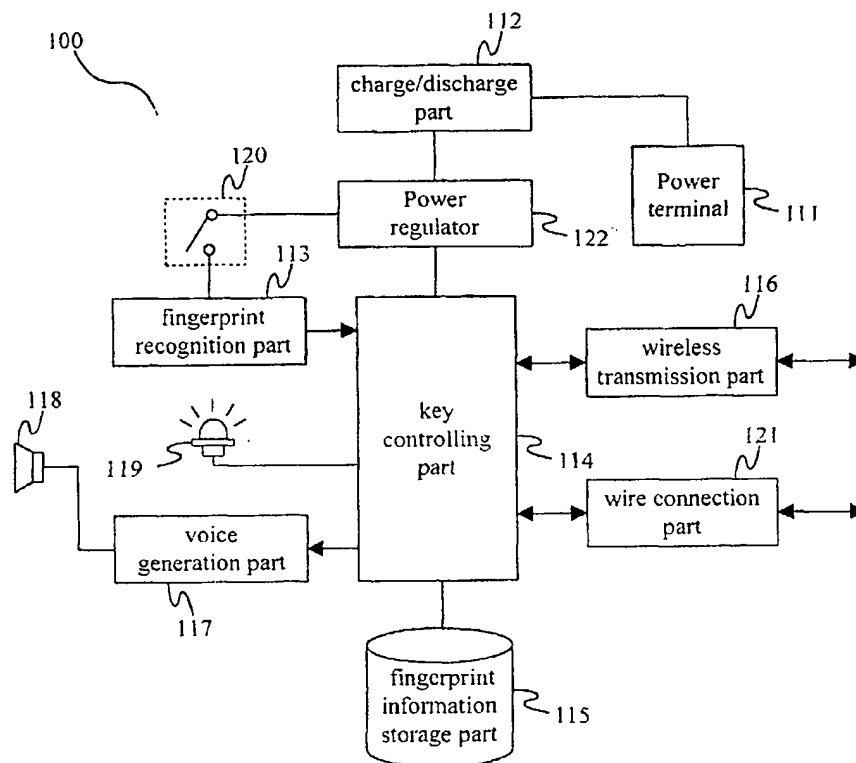 100
112
charge/discharge
part
120
Power
regulator
122
Power
terminal
111
113
fingerprint
recognition part
116
wireless
transmission part
118
119
key
controlling
part
114
121
wire connection
part
voice
generation part
117
fingerprint
information
storage part
115